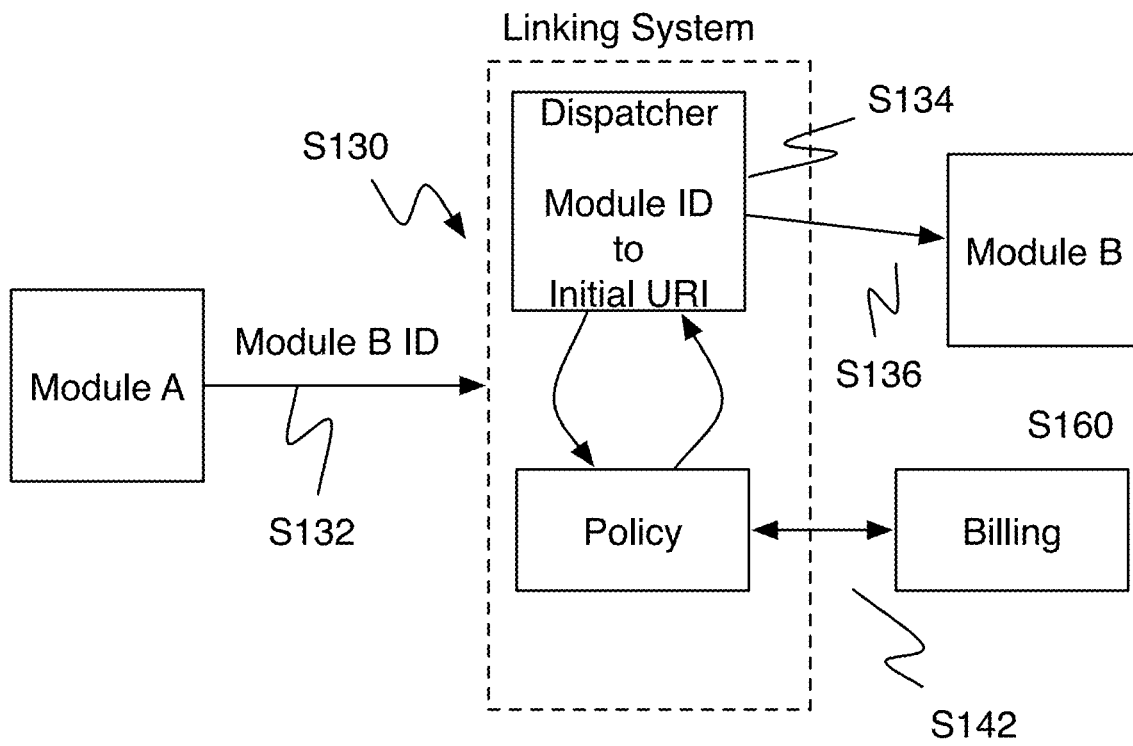 Linking System
Dispatcher
S134
S130
Module ID
to
Initial URI
Module B
Module B ID
Module A
S136
S160
S132
Policy
Billing
S142